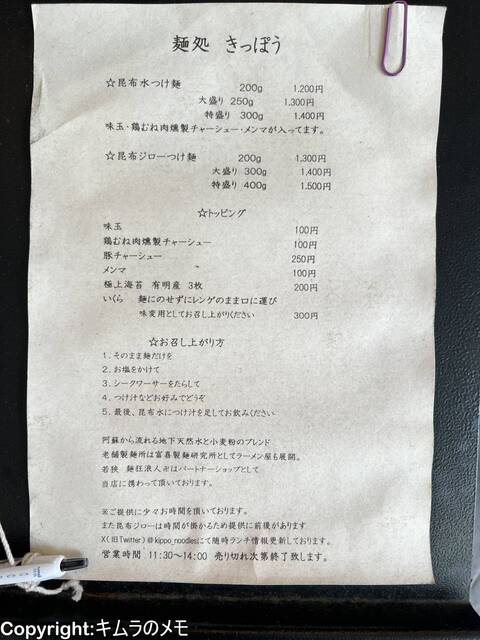 麺処 きっぽう
☆昆布水つけ麺 200g 1,200円
大盛り 250g 1,300円
特盛り 300g 1,400円
味玉・鶏むね肉燻製チャーシュー・メンマが入ってます。
☆昆布ジローつけ麺 200g 1,300円
大盛り 300g 1,400円
特盛り 400g 1,500円
☆トッピング
味玉 100円
鶏むね肉燻製チャーシュー 100円
豚チャーシュー 250円
メンマ 100円
極上海苔 有明産 3枚 200円
いくら 麺にのせずにレンゲのまま口に運び
味変用としてお召し上がりください 300円
☆お召し上がり方
1．そのまま麺だけを
2．お塩をかけて
3．シークワーサーをたらして
4．つけ汁などお好みでどうぞ
5．最後、昆布水につけ汁を足してお飲みください
阿蘇から流れる地下天然水と小麦粉のブレンド
老舗製麺所は富喜製麺研究所としてラーメン屋も展開。
若狭 麺狂浪人卍はパートナーショップとして
当店に携わって頂いております。
※ご提供に少々お時間を頂いております。
また昆布ジローは時間が掛かるため提供に前後があります
X(旧Twitter)@kippo_noodlesにて随時ランチ情報更新しております。
営業時間 11:30～14:00 売り切れ次第終了致します。
Copyright:キムラのメモ